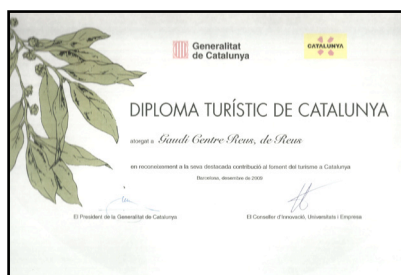 Generalitat
de Catalunya
CATALUNYA
DIPLOMA TURÍSTIC DE CATALUNYA
atorgat a Gaudí Centre Reus, de Reus
en reconeixement a la seva destacada contribució al foment del turisme a Catalunya
Barcelona, desembre de 2009
El President de la Generalitat de Catalunya
El Conseller d'Innovació, Universitats i Empresa